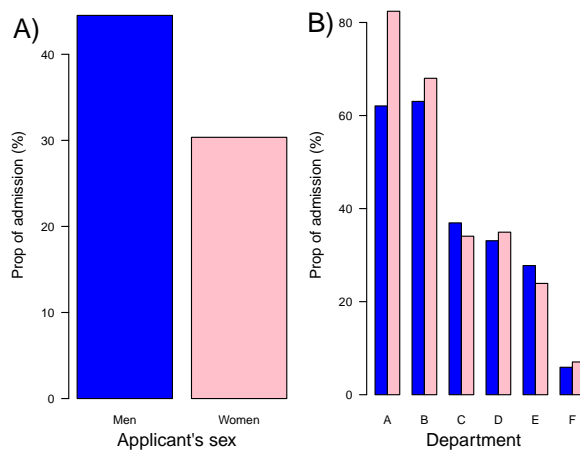 A)
Prop of admission (%)
40
30
20
10
0
Men Women
Applicant's sex
B)
Prop of admission (%)
80
60
40
20
0
A B C D E F
Department